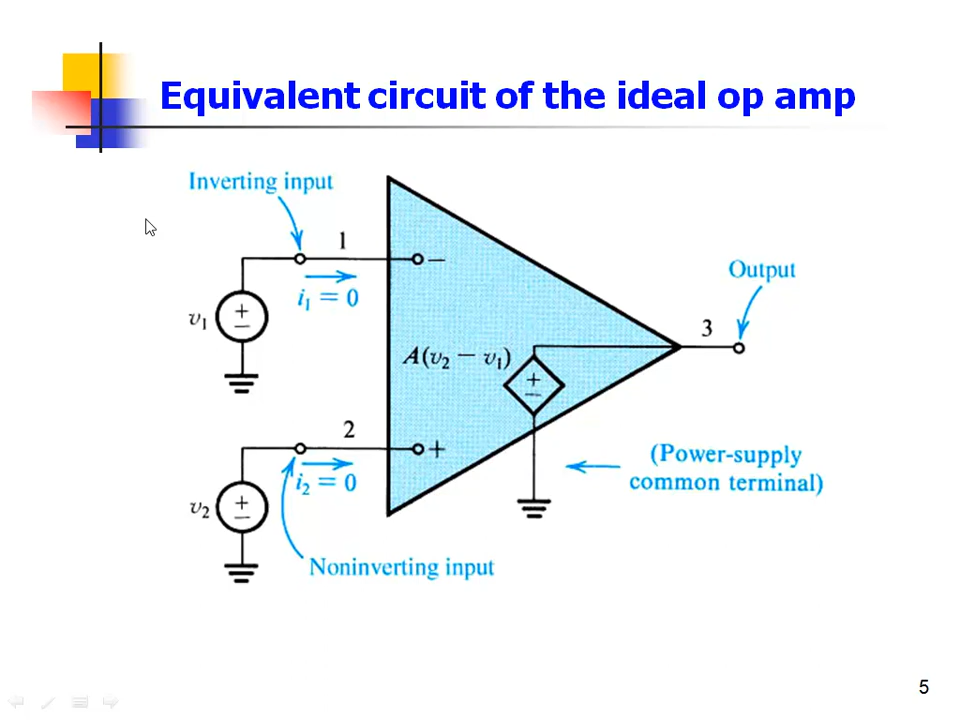 Equivalent circuit of the ideal op amp
Inverting input
1
−
i₁ = 0
v₁
+
−
Output
3
A(v₂ − v₁)
+
−
2
+
i₂ = 0
(Power-supply
common terminal)
v₂
+
−
Noninverting input
5